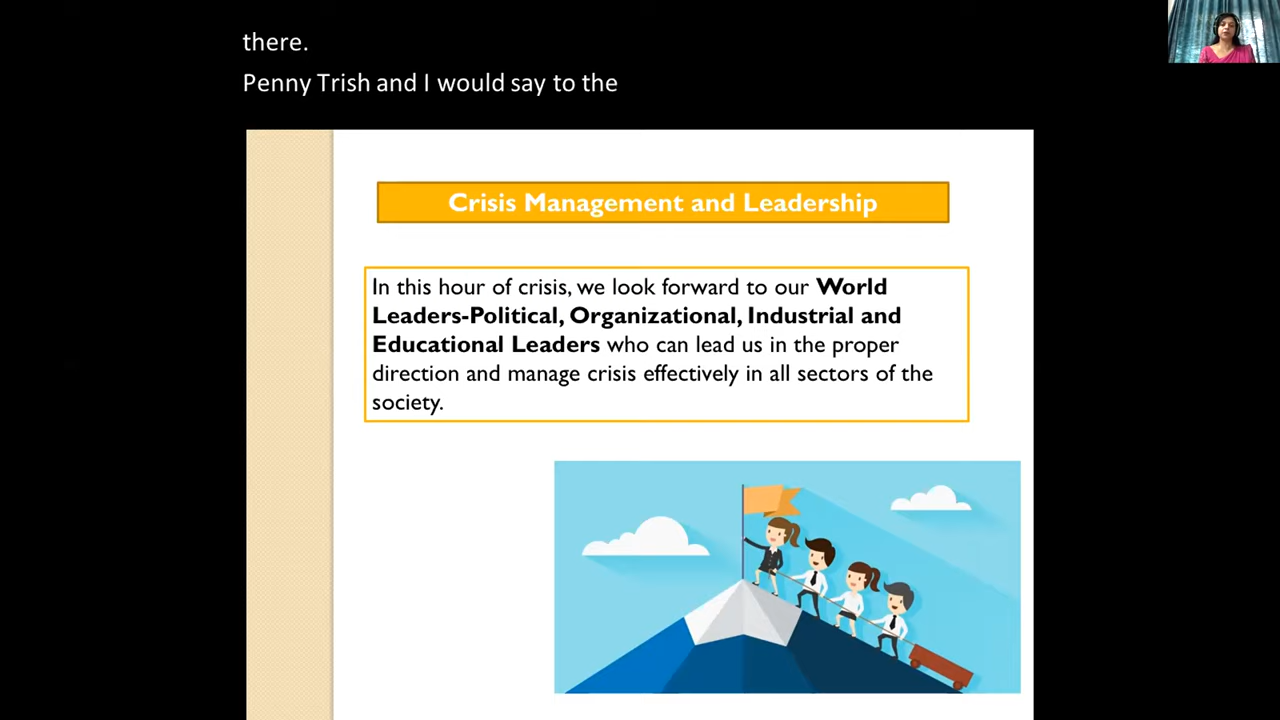 there.
Penny Trish and I would say to the
Crisis Management and Leadership
In this hour of crisis, we look forward to our World
Leaders-Political, Organizational, Industrial and
Educational Leaders who can lead us in the proper
direction and manage crisis effectively in all sectors of the
society.